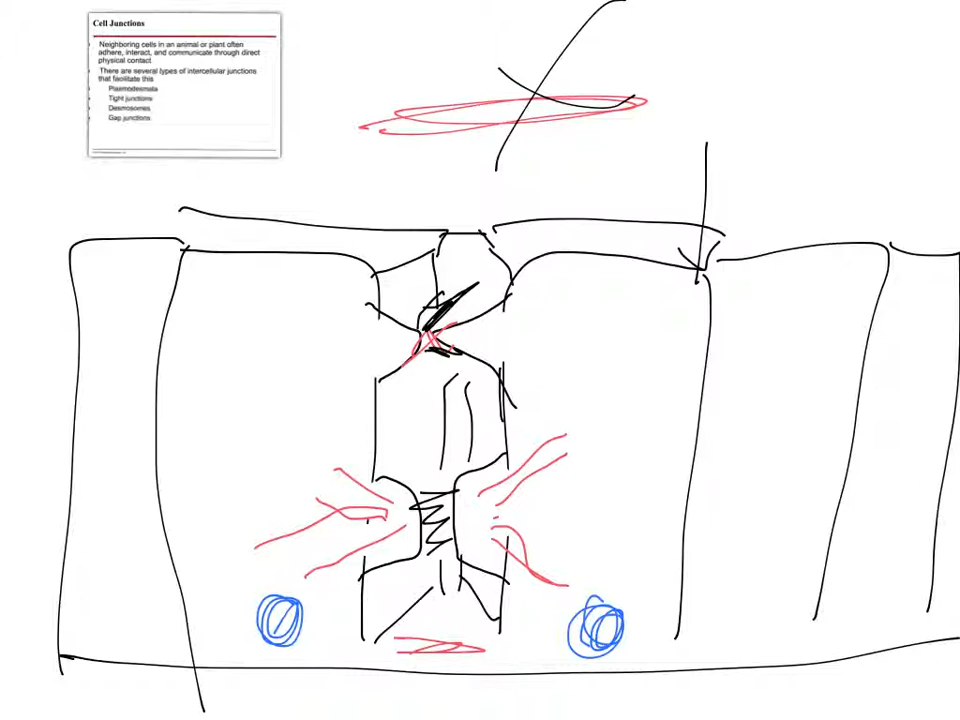 Cell Junctions
Neighboring cells in an animal or plant often
adhere, interact, and communicate through direct
physical contact
There are several types of intercellular junctions
that facilitate this
Plasmodesmata
Tight junctions
Desmosomes
Gap junctions